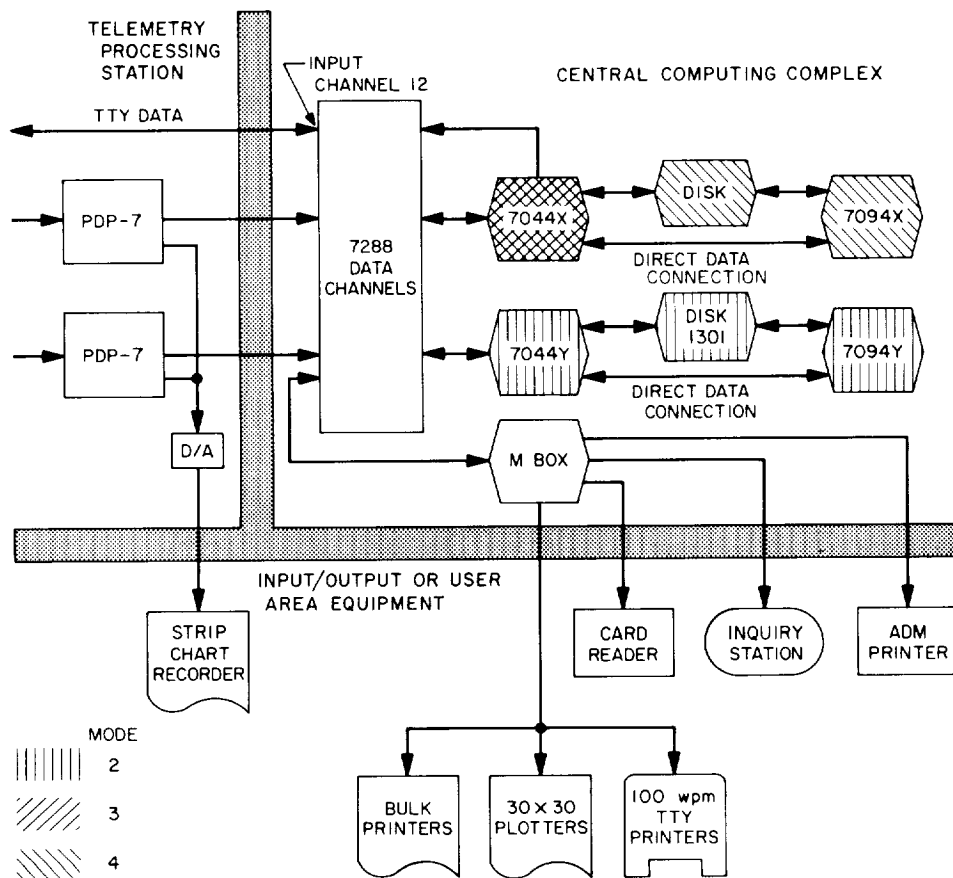 TELEMETRY
PROCESSING
STATION
INPUT
CHANNEL 12
CENTRAL COMPUTING COMPLEX
TTY DATA
PDP-7
7288
DATA
CHANNELS
7044X
DISK
7094X
DIRECT DATA
CONNECTION
PDP-7
7044Y
DISK
1301
7094Y
DIRECT DATA
CONNECTION
D/A
M BOX
INPUT/OUTPUT OR USER
AREA EQUIPMENT
STRIP
CHART
RECORDER
CARD
READER
INQUIRY
STATION
ADM
PRINTER
MODE
2
3
4
BULK
PRINTERS
30 x 30
PLOTTERS
100 wpm
TTY
PRINTERS